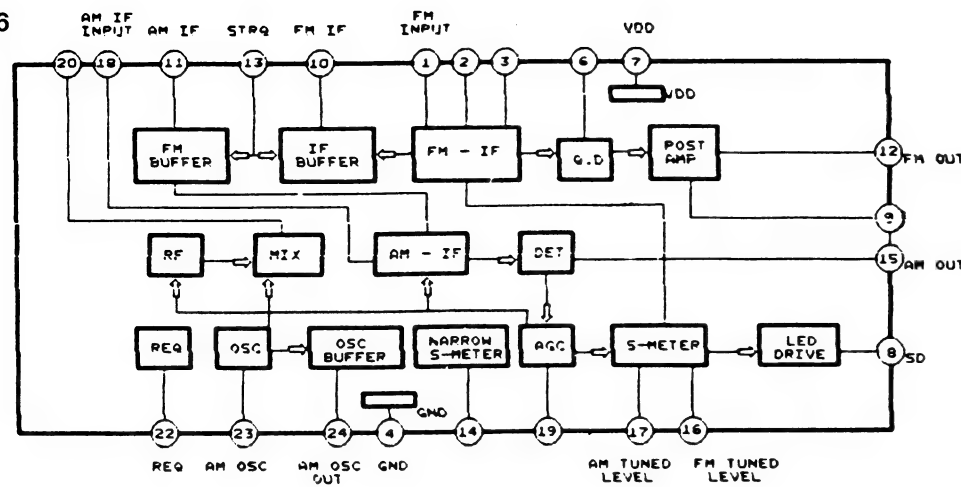 6
AM IF INPUT
AM IF
STRQ
FM IF
FM INPUT
VDD
20
18
11
13
10
1
2
3
6
7
VDD
FM BUFFER
IF BUFFER
FM - IF
Q.D
POST AMP
12
FM OUT
9
RF
MIX
AM - IF
DET
15
AM OUT
REQ
OSC
OSC BUFFER
NARROW S-METER
AGC
S-METER
LED DRIVE
8
SD
GND
22
23
24
4
14
19
17
16
REQ
AM OSC
AM OSC OUT
GND
AM TUNED LEVEL
FM TUNED LEVEL